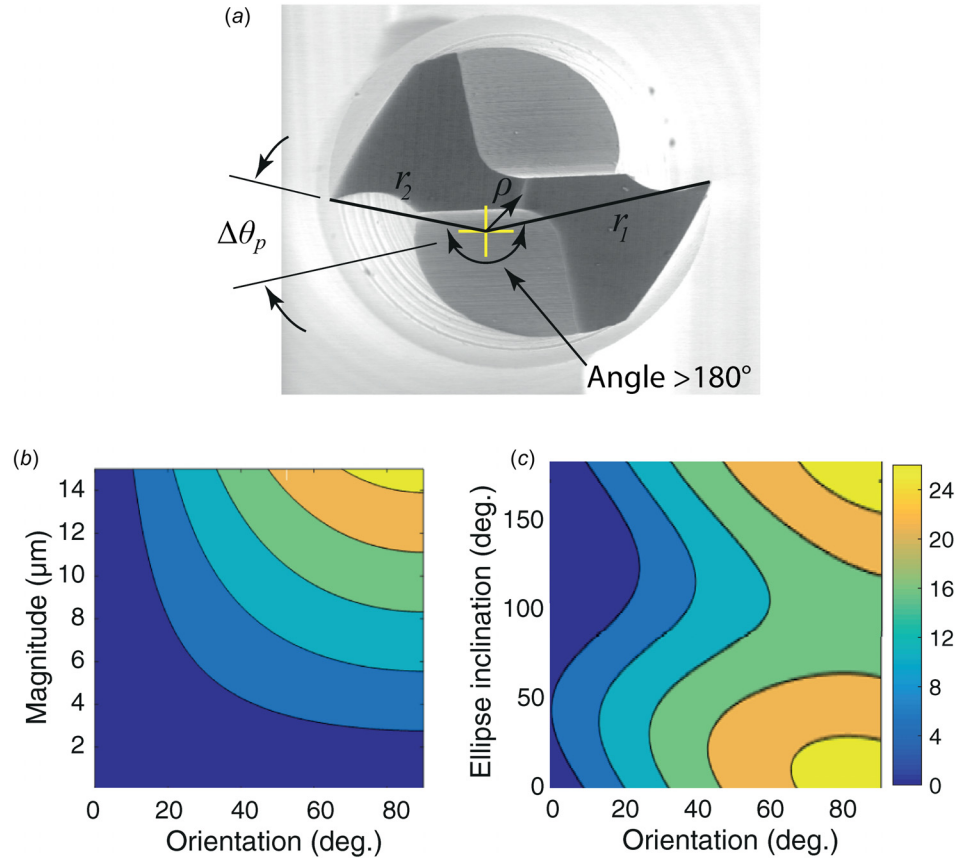 (a)
r2
ρ
r1
Δθp
Angle >180°
(b)
14
12
10
8
6
4
2
Magnitude (μm)
0 20 40 60 80
Orientation (deg.)
(c)
150
100
50
0
Ellipse inclination (deg.)
0 20 40 60 80
Orientation (deg.)
24
20
16
12
8
4
0